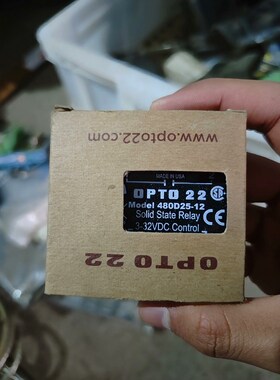 www.opto22.com
MADE IN USA
OPTO 22
Model 480D25-12
Solid State Relay
3-32VDC Control
CE
OPTO 22